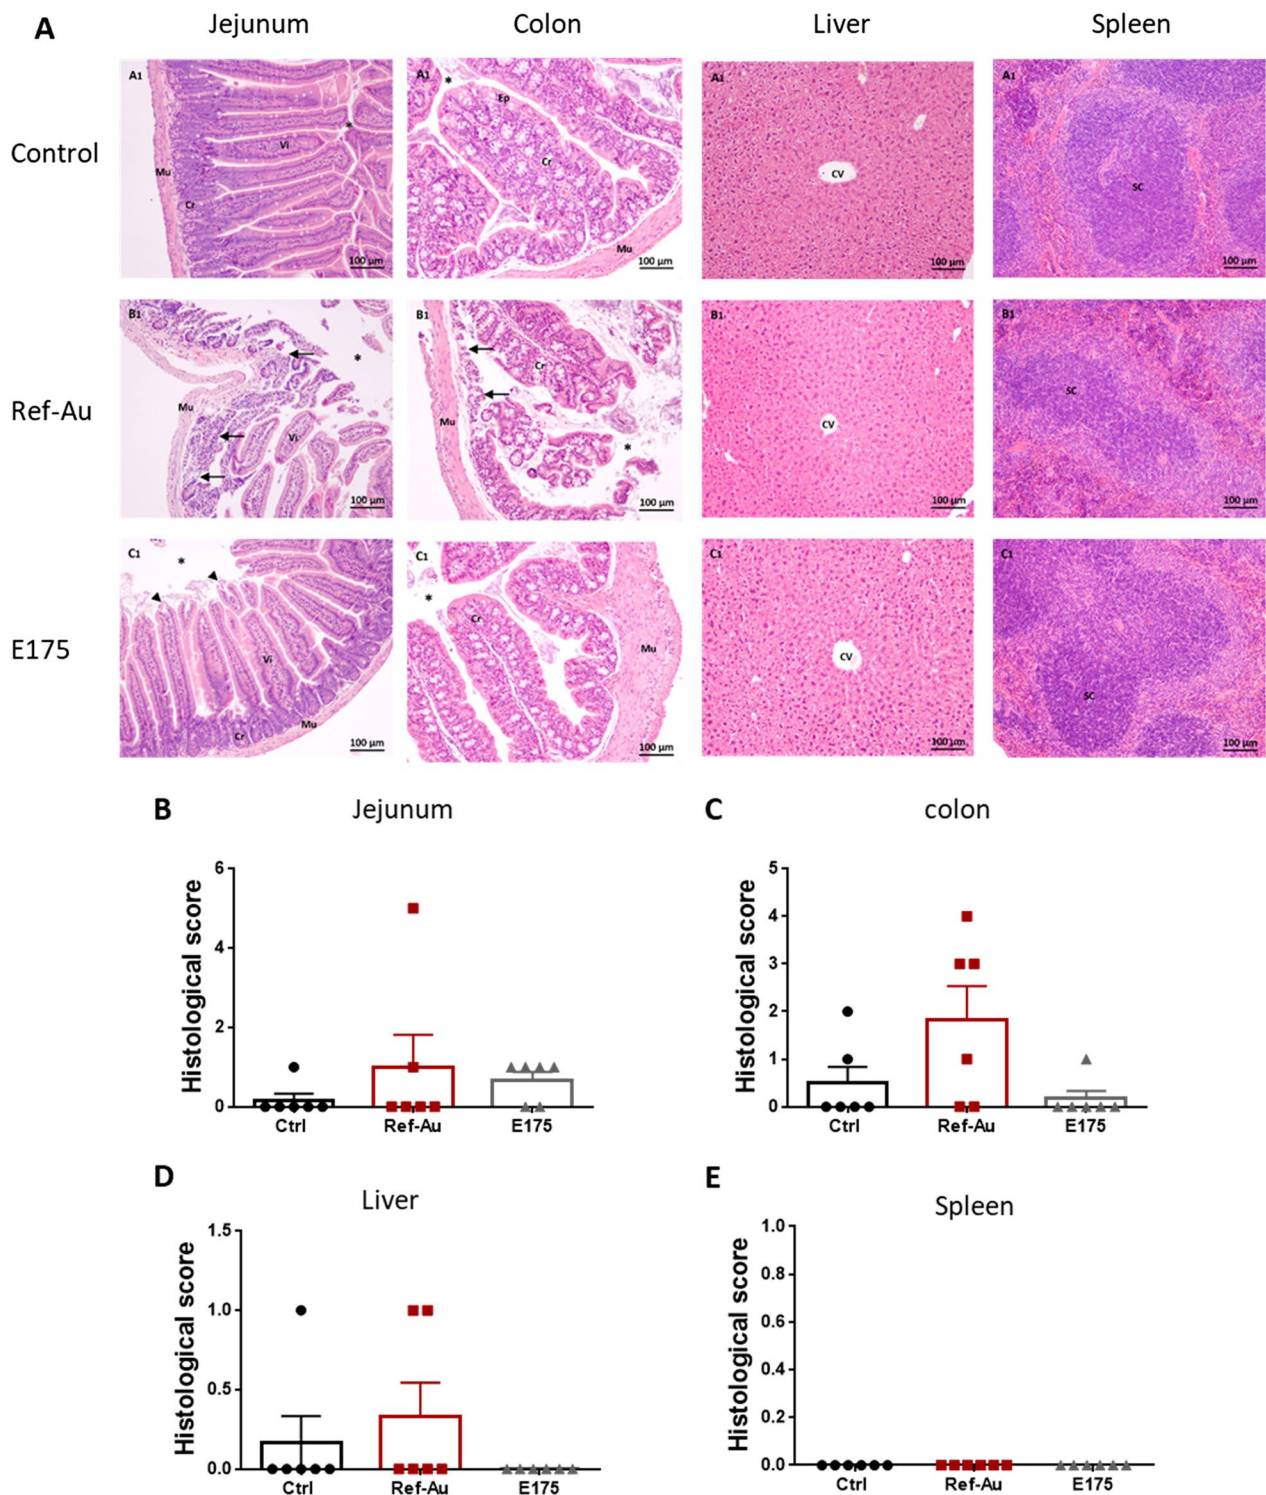 A
Jejunum Colon Liver Spleen
Control
A1 Mu Cr Vi * 100 µm
A1 * Ep Cr Mu 100 µm
A1 CV 100 µm
A1 SC 100 µm
Ref-Au
B1 Mu Vi * 100 µm
B1 Cr Mu * 100 µm
B1 CV 100 µm
B1 SC 100 µm
E175
C1 * Vi Cr Mu 100 µm
C1 * Cr Mu 100 µm
C1 CV 100 µm
C1 SC 100 µm
B
Jejunum
Histological score
6
4
2
0
Ctrl Ref-Au E175
C
colon
Histological score
5
4
3
2
1
0
Ctrl Ref-Au E175
D
Liver
Histological score
1.5
1.0
0.5
0.0
Ctrl Ref-Au E175
E
Spleen
Histological score
1.0
0.8
0.6
0.4
0.2
0.0
Ctrl Ref-Au E175